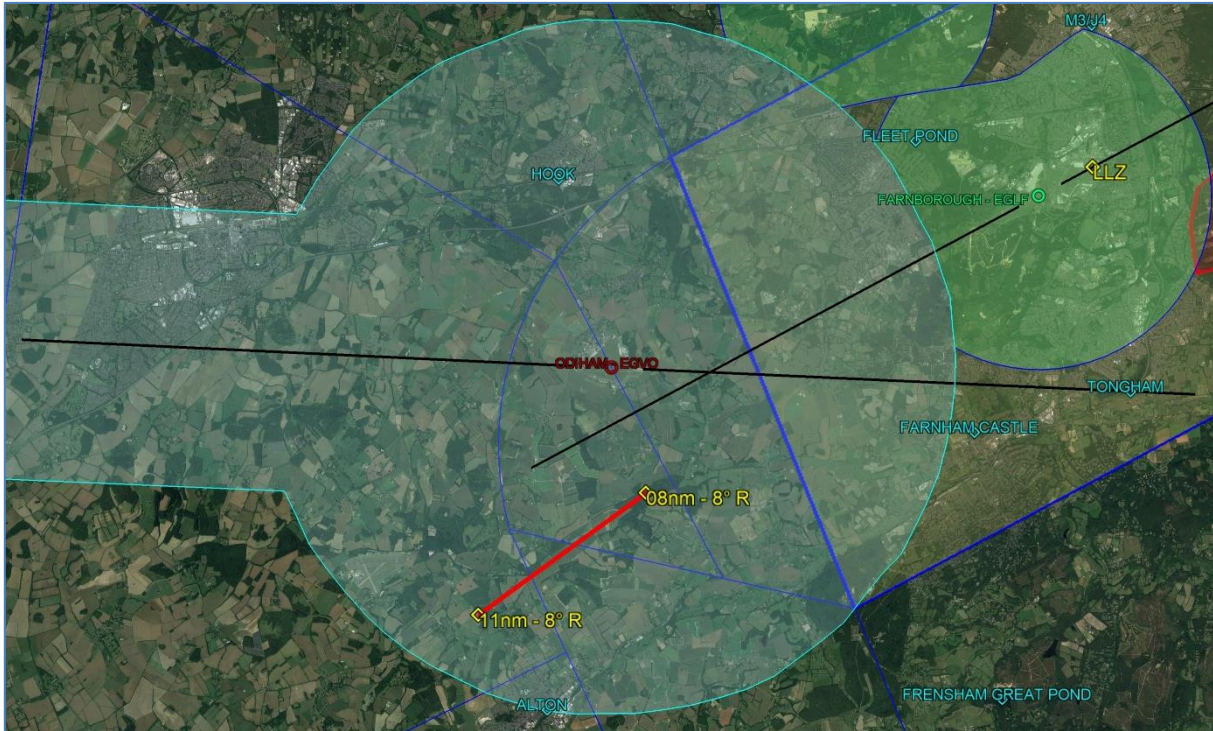 M3/J4
FLEET POND
LLZ
HOOK
FARNBOROUGH - EGLF
ODIHAM - EGVO
TONGHAM
FARNHAM CASTLE
08nm - 8° R
11nm - 8° R
FRENSHAM GREAT POND
ALTON